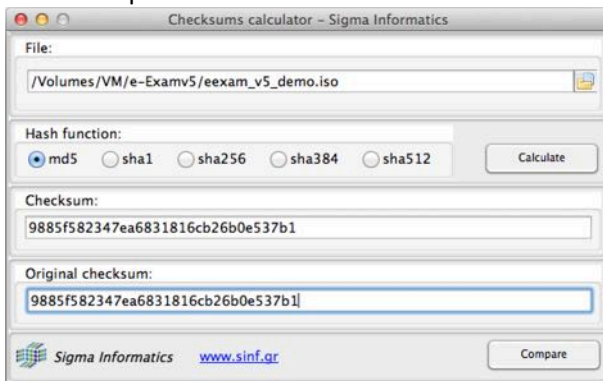 Checksums calculator – Sigma Informatics
File:
/Volumes/VM/e-Examv5/eexam_v5_demo.iso
Hash function:
md5 sha1 sha256 sha384 sha512 Calculate
Checksum:
9885f582347ea6831816cb26b0e537b1
Original checksum:
9885f582347ea6831816cb26b0e537b1
Sigma Informatics www.sinf.gr Compare